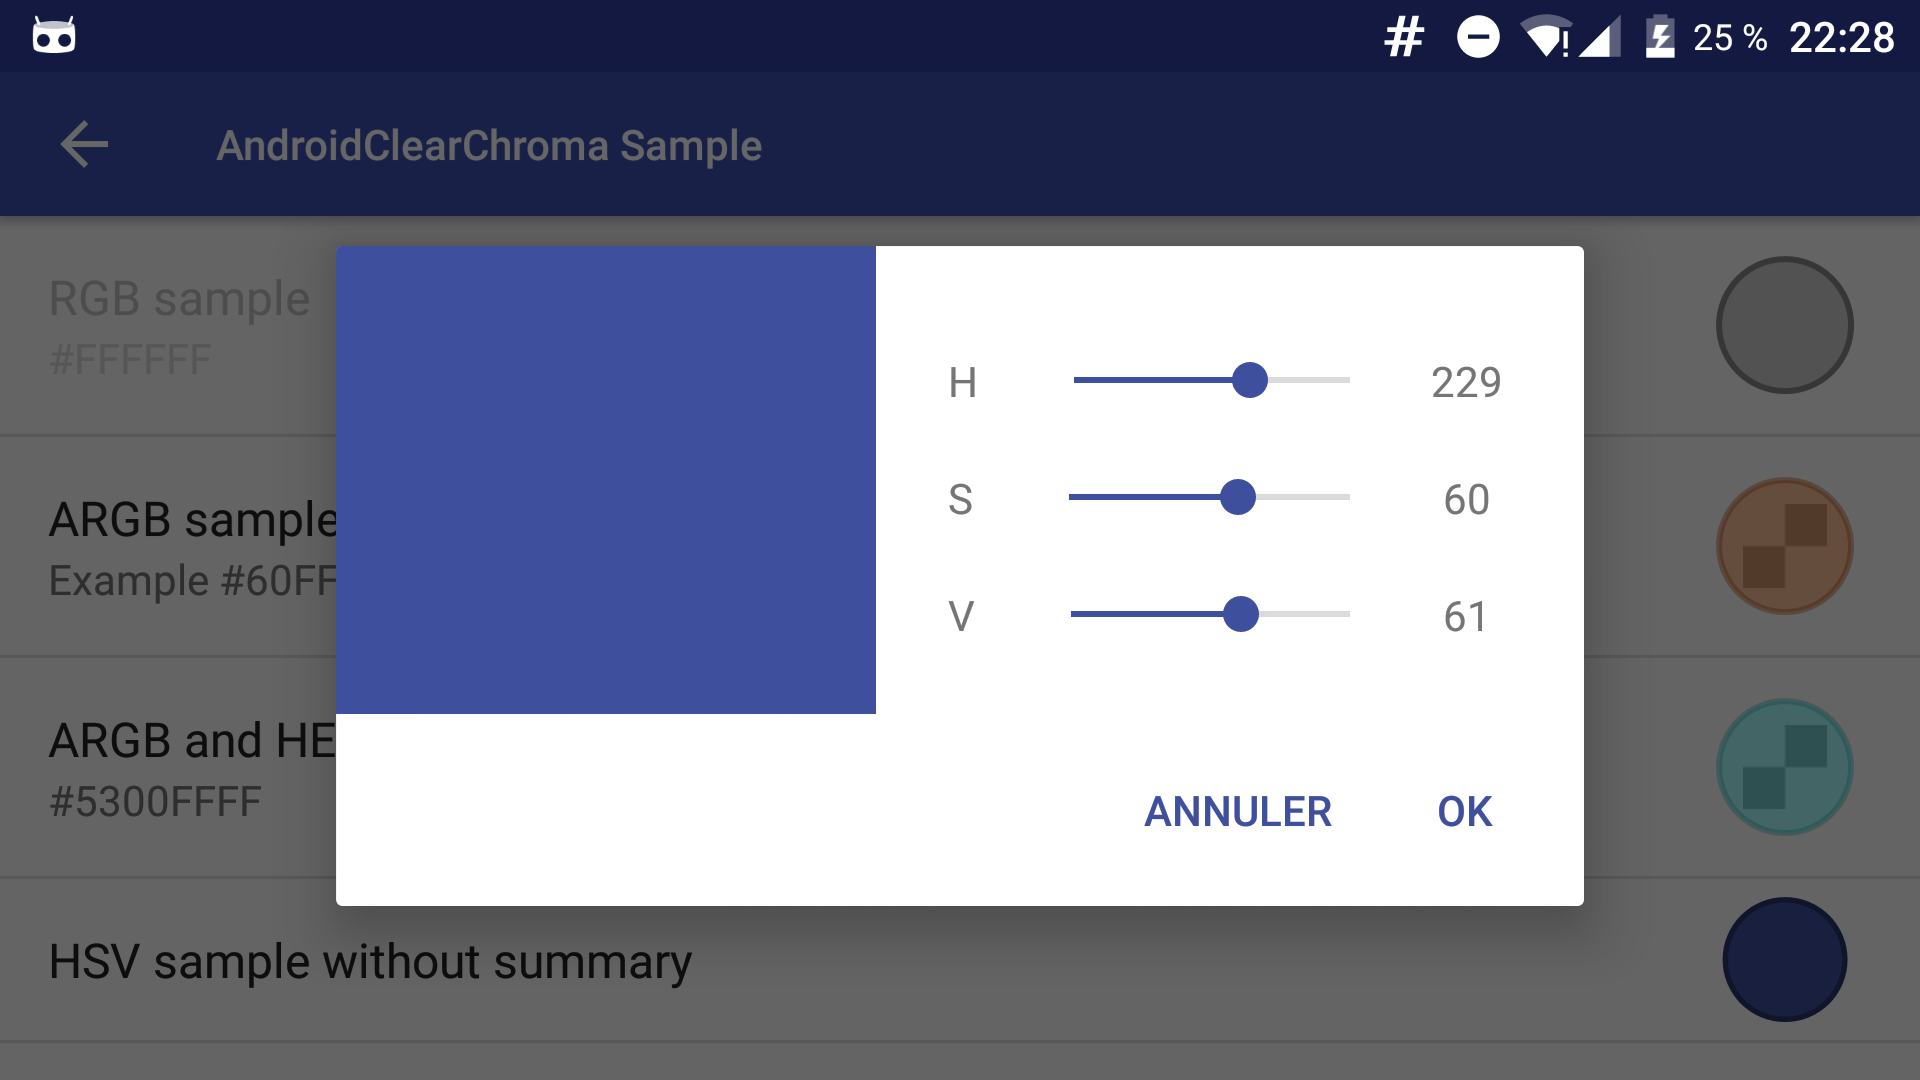 # 25 % 22:28
AndroidClearChroma Sample
RGB sample
#FFFFFF
H 229
ARGB sample
S 60
Example #60FF
V 61
ARGB and HE
#5300FFFF
ANNULER OK
HSV sample without summary